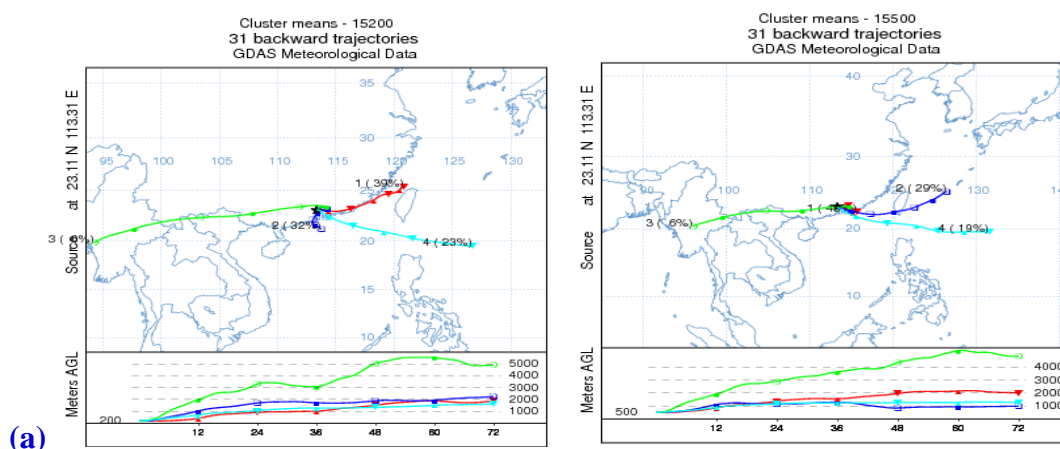 Cluster means - 15200
31 backward trajectories
GDAS Meteorological Data
Source ★ at 23.11 N 113.31 E
35
30
25
20
15
10
95
100
105
110
115
120
125
130
1 ( 39%)
2 ( 32%)
3 (
4 ( 23%)
Meters AGL
200
5000
4000
3000
2000
1000
12
24
36
48
60
72
Cluster means - 15500
31 backward trajectories
GDAS Meteorological Data
Source ★ at 23.11 N 113.31 E
40
30
20
10
100
110
120
130
140
1 (
2 ( 29%)
3 ( 6%)
4 ( 19%)
Meters AGL
500
4000
3000
2000
1000
12
24
36
48
60
72
(a)